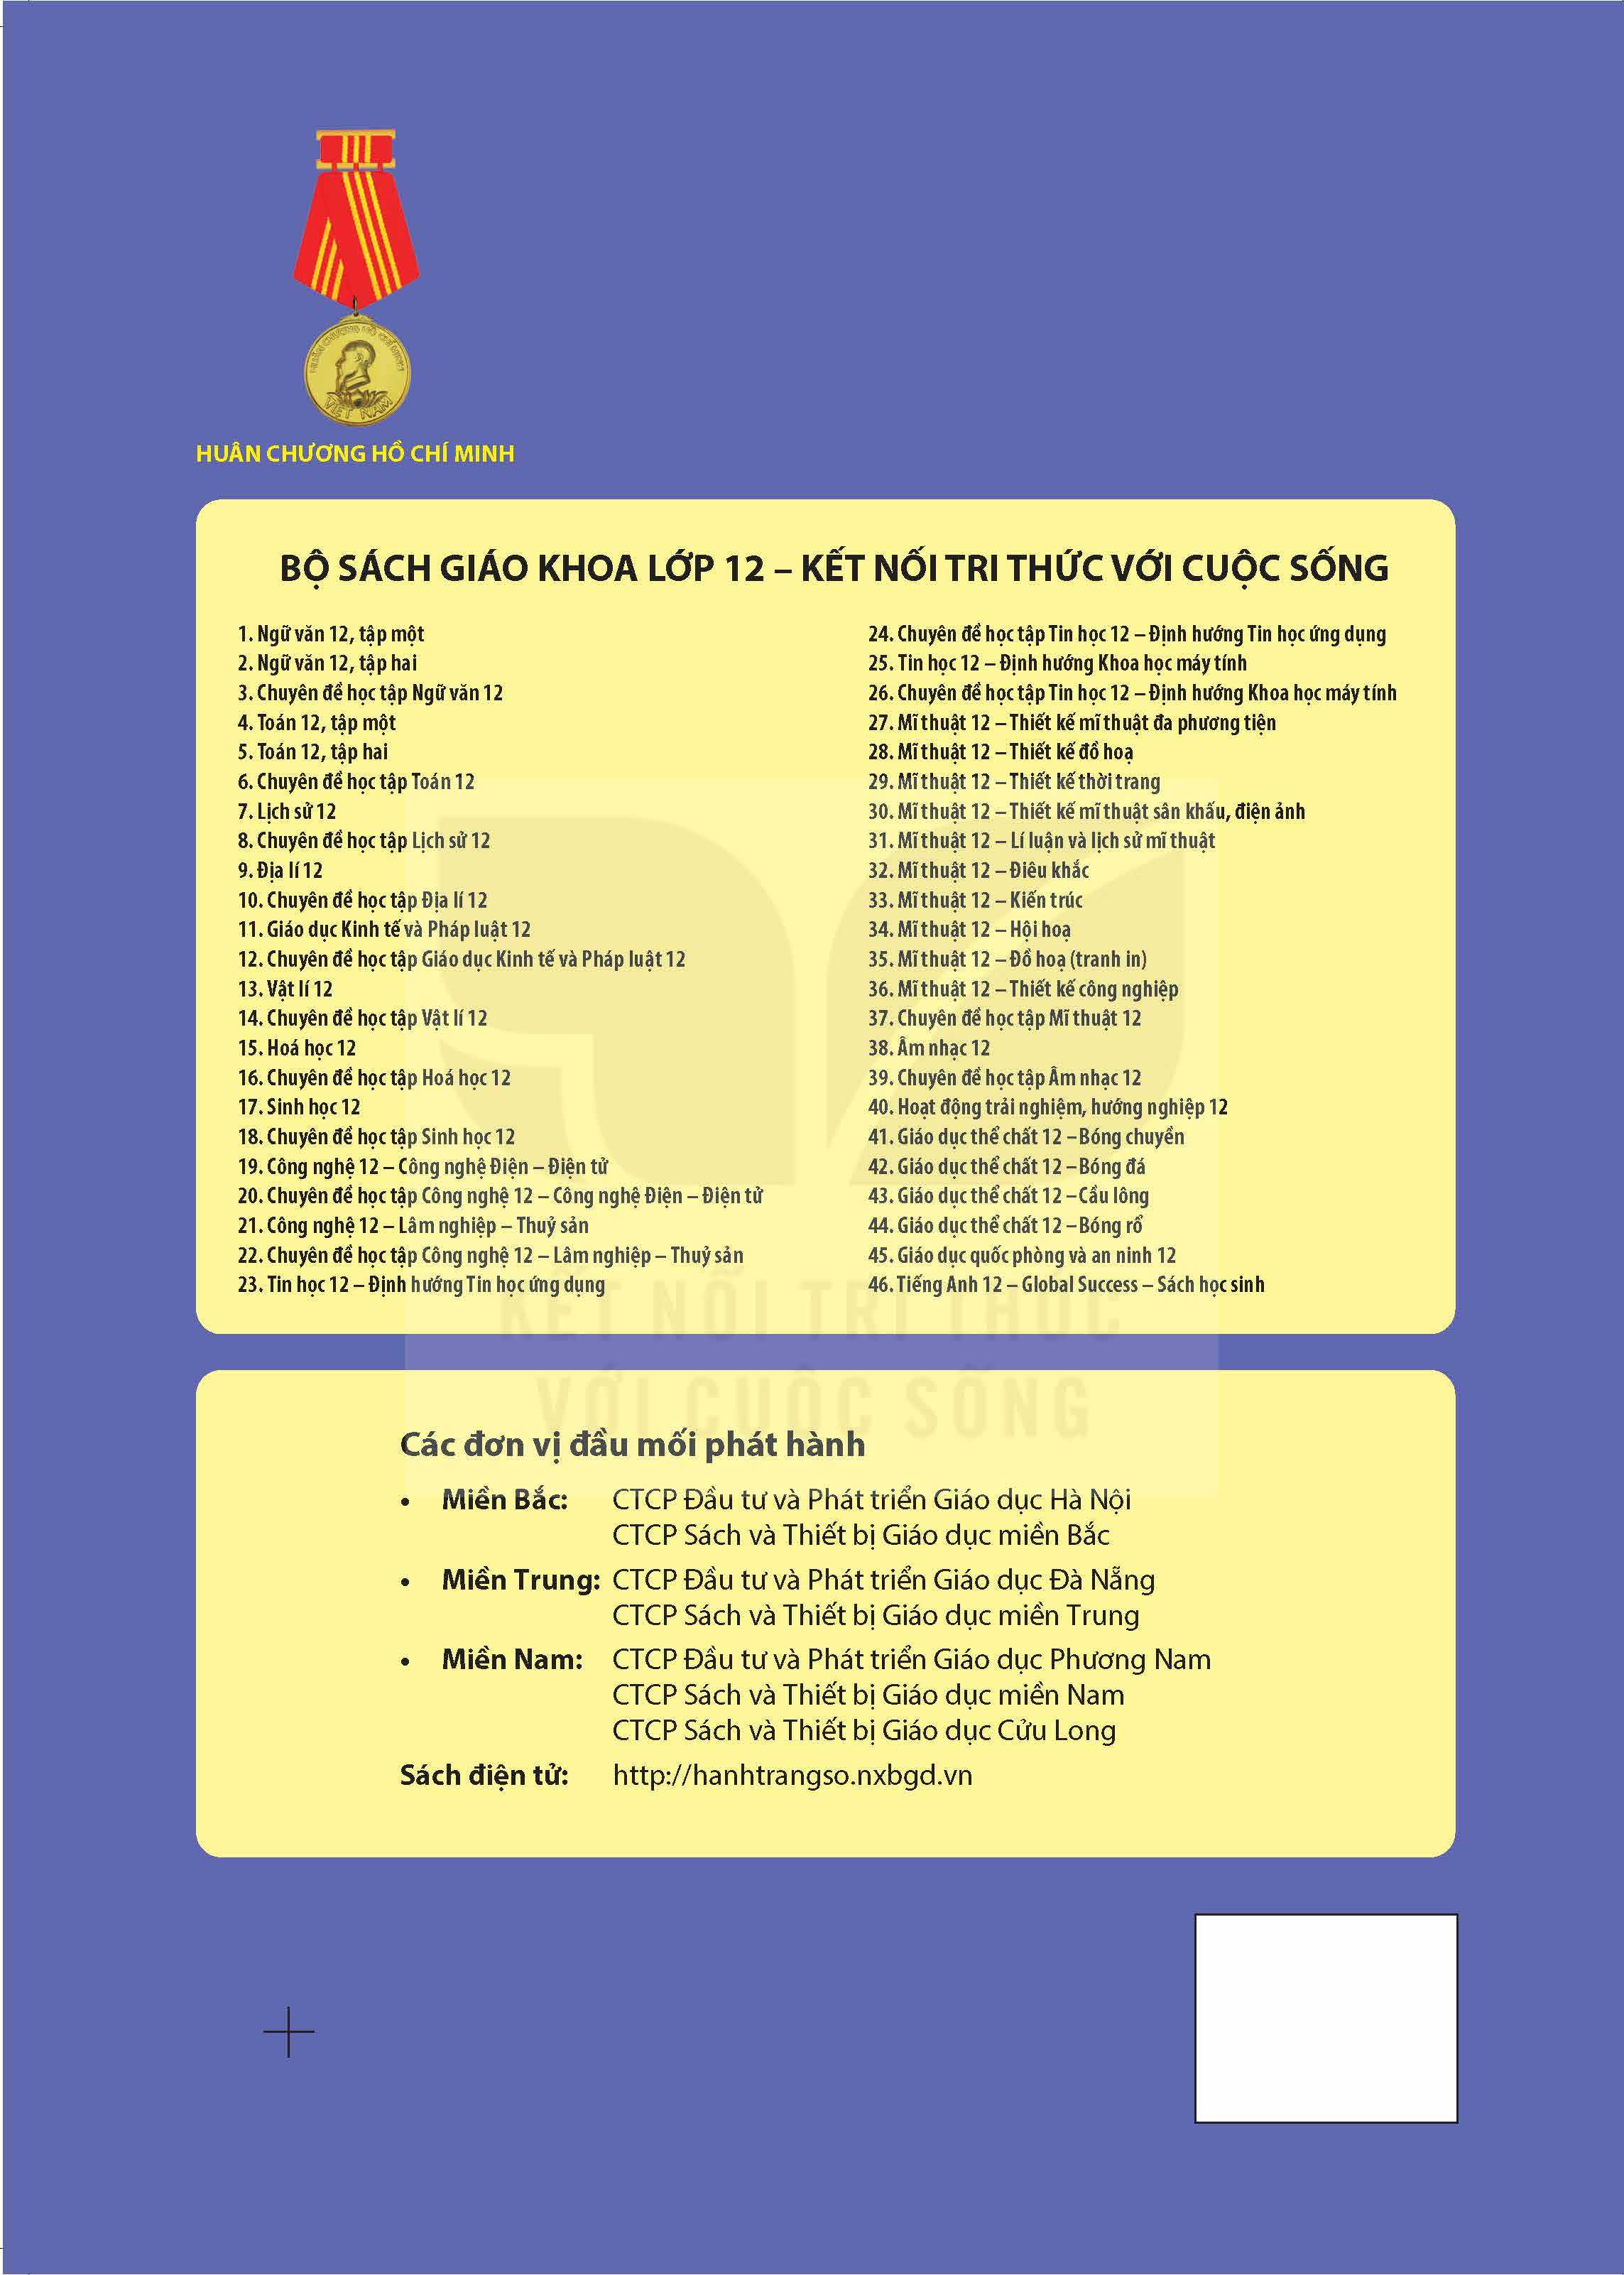 HUÂN CHƯƠNG HỒ CHÍ MINH
VIỆT NAM
HUÂN CHƯƠNG HỒ CHÍ MINH
BỘ SÁCH GIÁO KHOA LỚP 12 – KẾT NỐI TRI THỨC VỚI CUỘC SỐNG
1. Ngữ văn 12, tập một
2. Ngữ văn 12, tập hai
3. Chuyên đề học tập Ngữ văn 12
4. Toán 12, tập một
5. Toán 12, tập hai
6. Chuyên đề học tập Toán 12
7. Lịch sử 12
8. Chuyên đề học tập Lịch sử 12
9. Địa lí 12
10. Chuyên đề học tập Địa lí 12
11. Giáo dục Kinh tế và Pháp luật 12
12. Chuyên đề học tập Giáo dục Kinh tế và Pháp luật 12
13. Vật lí 12
14. Chuyên đề học tập Vật lí 12
15. Hoá học 12
16. Chuyên đề học tập Hoá học 12
17. Sinh học 12
18. Chuyên đề học tập Sinh học 12
19. Công nghệ 12 – Công nghệ Điện – Điện tử
20. Chuyên đề học tập Công nghệ 12 – Công nghệ Điện – Điện tử
21. Công nghệ 12 – Lâm nghiệp – Thuỷ sản
22. Chuyên đề học tập Công nghệ 12 – Lâm nghiệp – Thuỷ sản
23. Tin học 12 – Định hướng Tin học ứng dụng
24. Chuyên đề học tập Tin học 12 – Định hướng Tin học ứng dụng
25. Tin học 12 – Định hướng Khoa học máy tính
26. Chuyên đề học tập Tin học 12 – Định hướng Khoa học máy tính
27. Mĩ thuật 12 – Thiết kế mĩ thuật đa phương tiện
28. Mĩ thuật 12 – Thiết kế đồ hoạ
29. Mĩ thuật 12 – Thiết kế thời trang
30. Mĩ thuật 12 – Thiết kế mĩ thuật sân khấu, điện ảnh
31. Mĩ thuật 12 – Lí luận và lịch sử mĩ thuật
32. Mĩ thuật 12 – Điêu khắc
33. Mĩ thuật 12 – Kiến trúc
34. Mĩ thuật 12 – Hội hoạ
35. Mĩ thuật 12 – Đồ hoạ (tranh in)
36. Mĩ thuật 12 – Thiết kế công nghiệp
37. Chuyên đề học tập Mĩ thuật 12
38. Âm nhạc 12
39. Chuyên đề học tập Âm nhạc 12
40. Hoạt động trải nghiệm, hướng nghiệp 12
41. Giáo dục thể chất 12 – Bóng chuyền
42. Giáo dục thể chất 12 – Bóng đá
43. Giáo dục thể chất 12 – Cầu lông
44. Giáo dục thể chất 12 – Bóng rổ
45. Giáo dục quốc phòng và an ninh 12
46. Tiếng Anh 12 – Global Success – Sách học sinh
KẾT NỐI TRI THỨC
VỚI CUỘC SỐNG
Các đơn vị đầu mối phát hành
• Miền Bắc: CTCP Đầu tư và Phát triển Giáo dục Hà Nội
CTCP Sách và Thiết bị Giáo dục miền Bắc
• Miền Trung: CTCP Đầu tư và Phát triển Giáo dục Đà Nẵng
CTCP Sách và Thiết bị Giáo dục miền Trung
• Miền Nam: CTCP Đầu tư và Phát triển Giáo dục Phương Nam
CTCP Sách và Thiết bị Giáo dục miền Nam
CTCP Sách và Thiết bị Giáo dục Cửu Long
Sách điện tử: http://hanhtrangso.nxbgd.vn